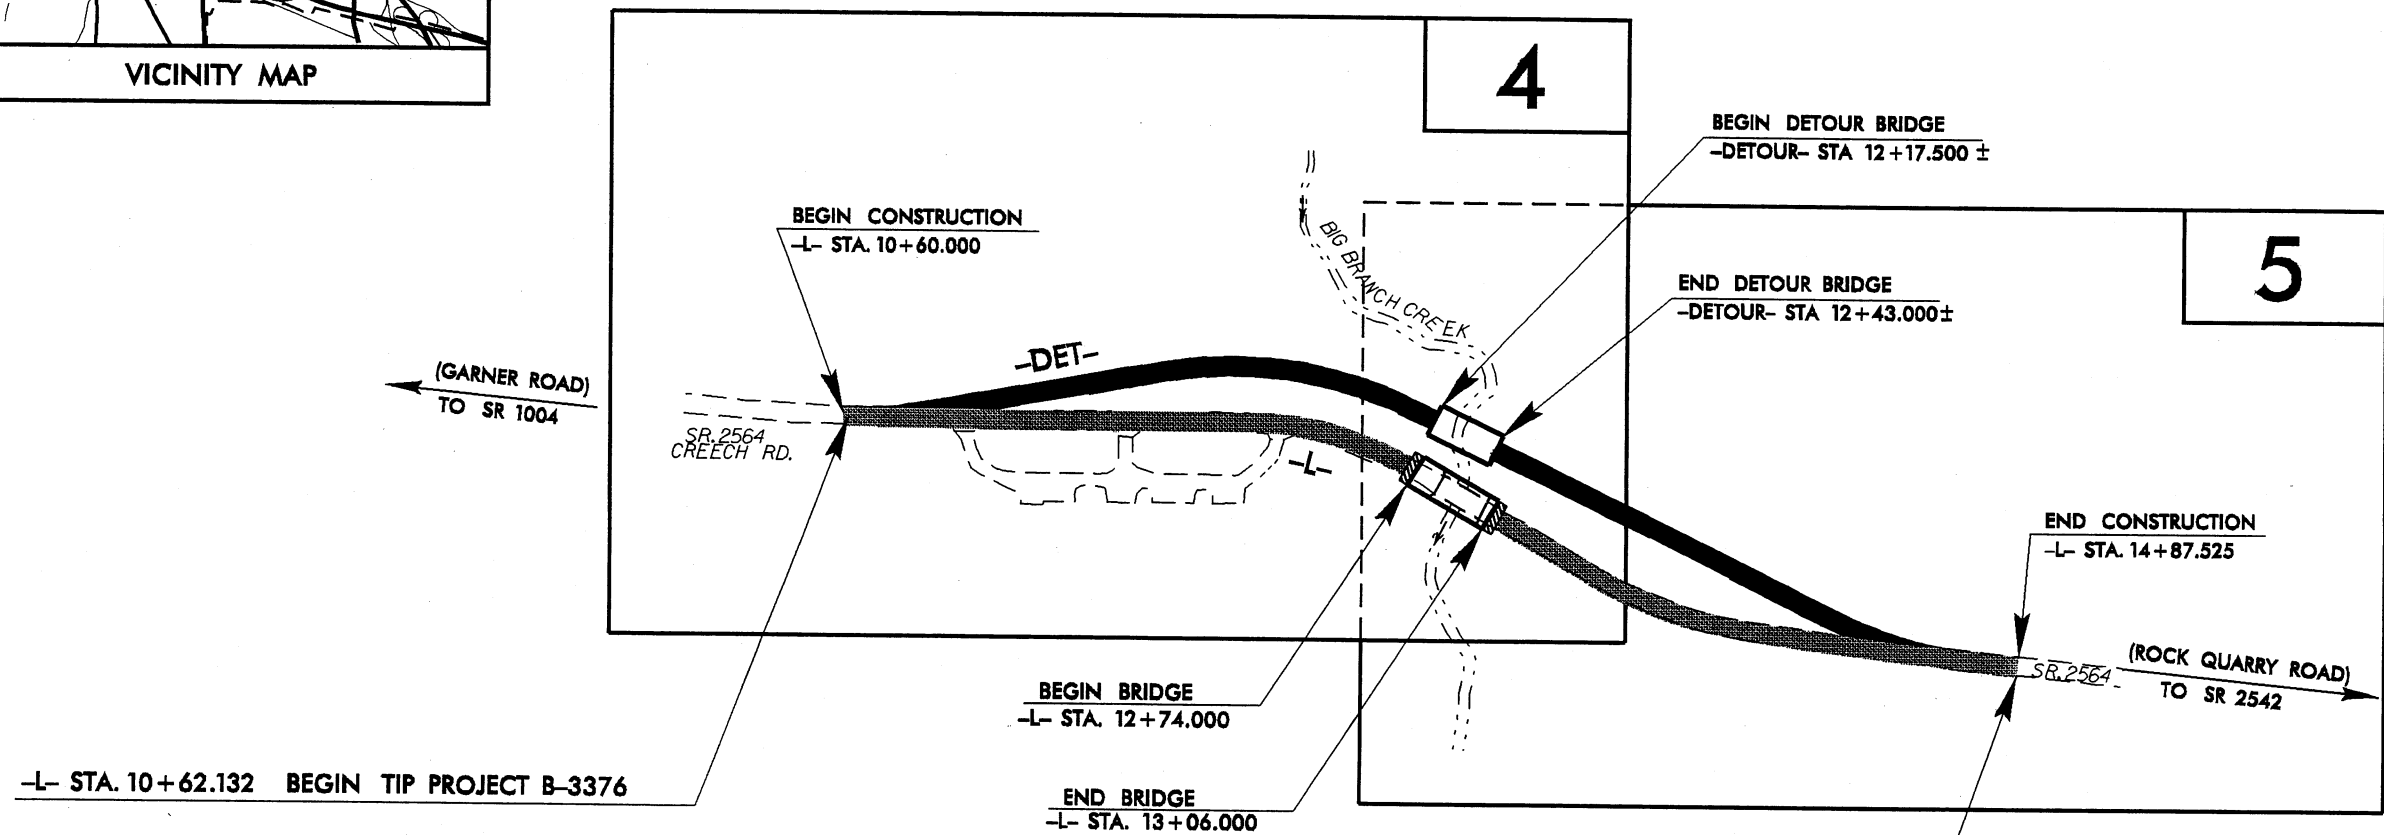 VICINITY MAP
4
BEGIN DETOUR BRIDGE
-DETOUR- STA 12+17.500 ±
BEGIN CONSTRUCTION
-L- STA. 10+60.000
BIG BRANCH CREEK
5
END DETOUR BRIDGE
-DETOUR- STA 12+43.000±
-DET-
(GARNER ROAD)
TO SR 1004
SR. 2564
CREECH RD.
-L-
END CONSTRUCTION
-L- STA. 14+87.525
(ROCK QUARRY ROAD)
TO SR 2542
SR. 2564
BEGIN BRIDGE
-L- STA. 12+74.000
-L- STA. 10+62.132 BEGIN TIP PROJECT B-3376
END BRIDGE
-L- STA. 13+06.000